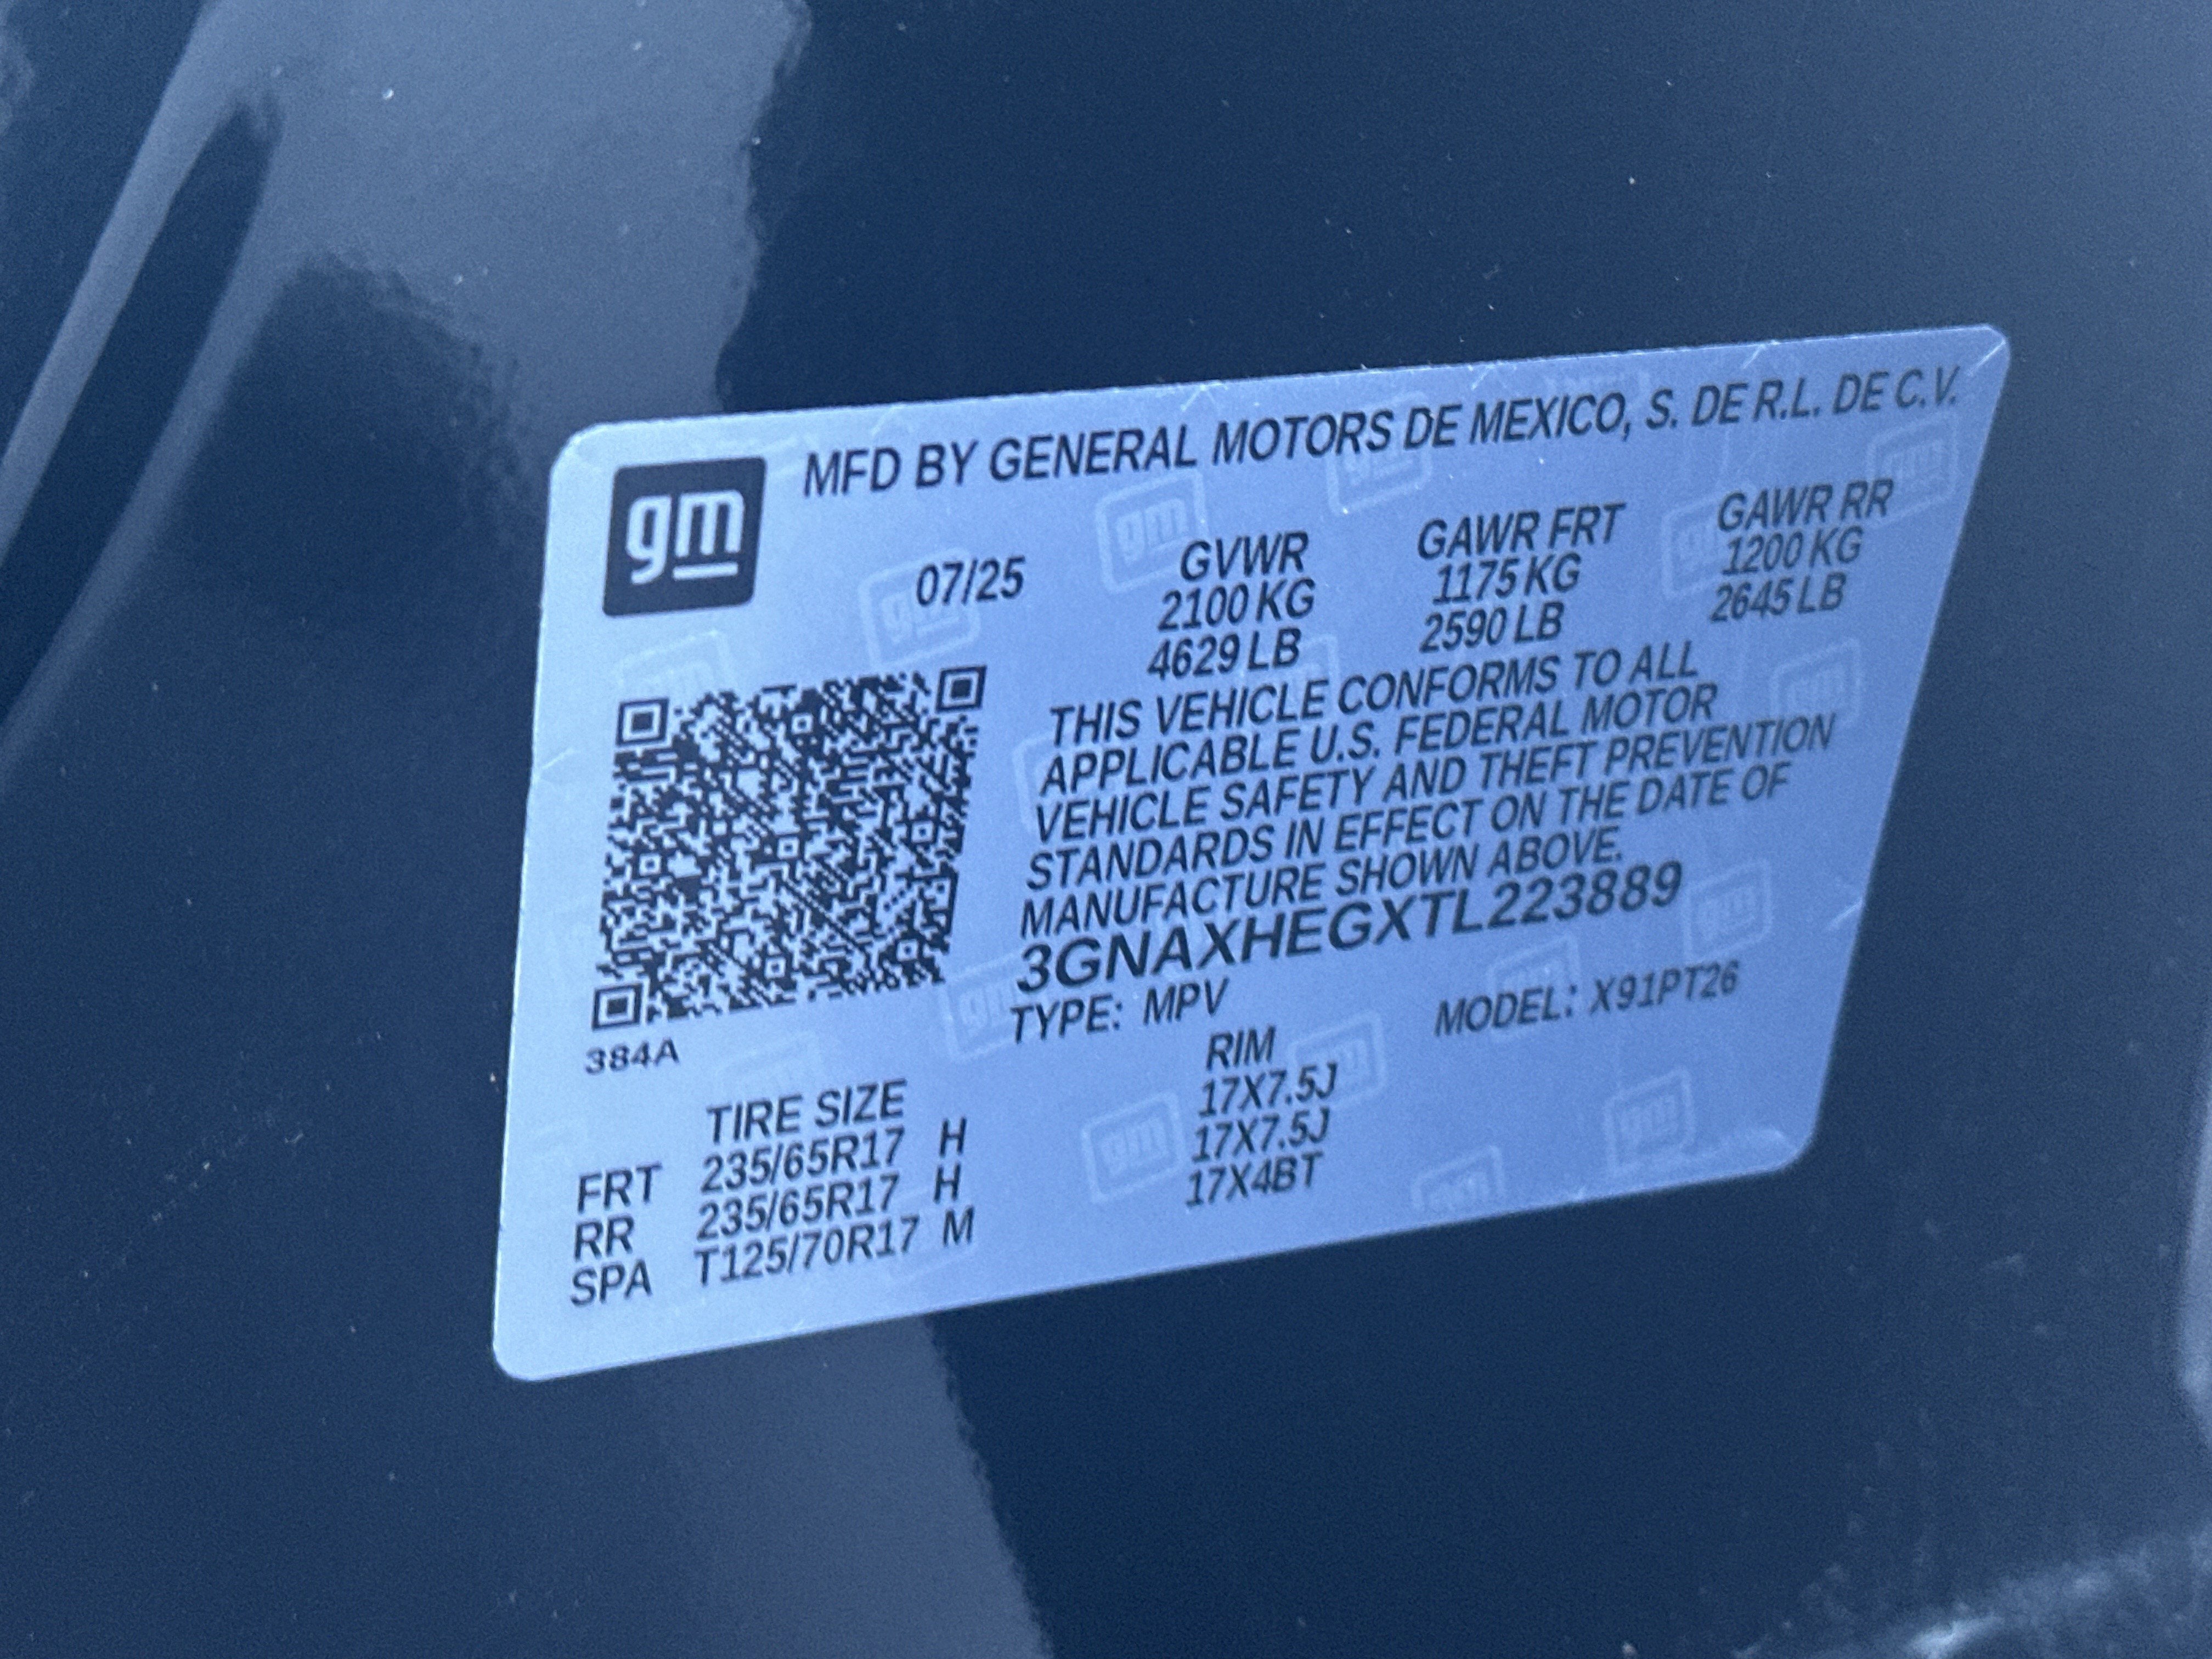 gm
MFD BY GENERAL MOTORS DE MEXICO, S. DE R.L. DE C.V.
07/25
GVWR GAWR FRT GAWR RR
2100 KG 1175 KG 1200 KG
4629 LB 2590 LB 2645 LB
THIS VEHICLE CONFORMS TO ALL
APPLICABLE U.S. FEDERAL MOTOR
VEHICLE SAFETY AND THEFT PREVENTION
STANDARDS IN EFFECT ON THE DATE OF
MANUFACTURE SHOWN ABOVE.
3GNAXHEGXTL223889
TYPE: MPV MODEL: X91PT26
384A
TIRE SIZE RIM
FRT 235/65R17 H 17X7.5J
RR 235/65R17 H 17X7.5J
SPA T125/70R17 M 17X4BT